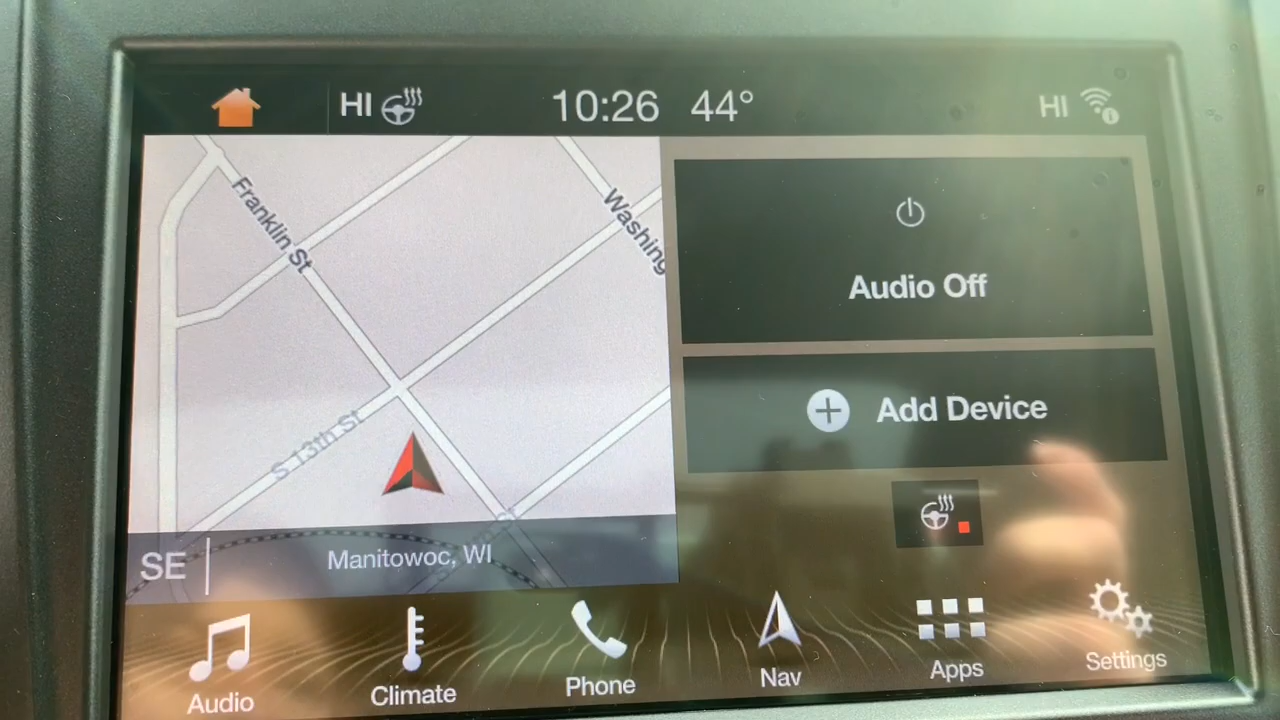 HI 10:26 44° HI
Franklin St
Washing
S 13th St
Audio Off
Add Device
SE Manitowoc, WI
Audio Climate Phone Nav Apps Settings